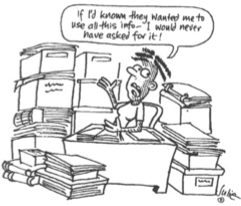 If I'd known they wanted me to
use all this info— I would never
have asked for it!